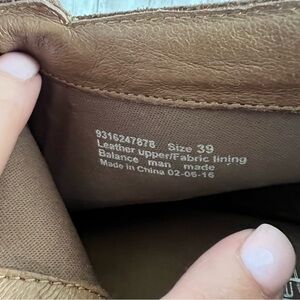 9316247878 Size 39
Leather upper/Fabric lining
Balance man made
Made in China 02-06-16